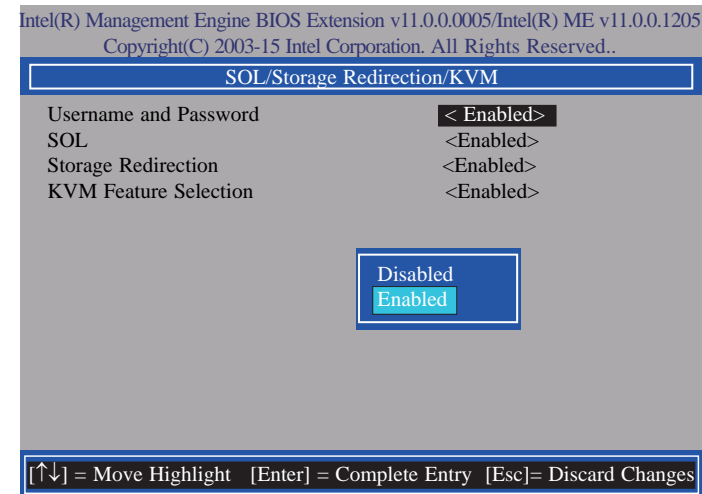 Intel(R) Management Engine BIOS Extension v11.0.0.0005/Intel(R) ME v11.0.0.1205
Copyright(C) 2003-15 Intel Corporation. All Rights Reserved..
SOL/Storage Redirection/KVM
Username and Password < Enabled>
SOL <Enabled>
Storage Redirection <Enabled>
KVM Feature Selection <Enabled>
Disabled
Enabled
[↑↓] = Move Highlight [Enter] = Complete Entry [Esc]= Discard Changes